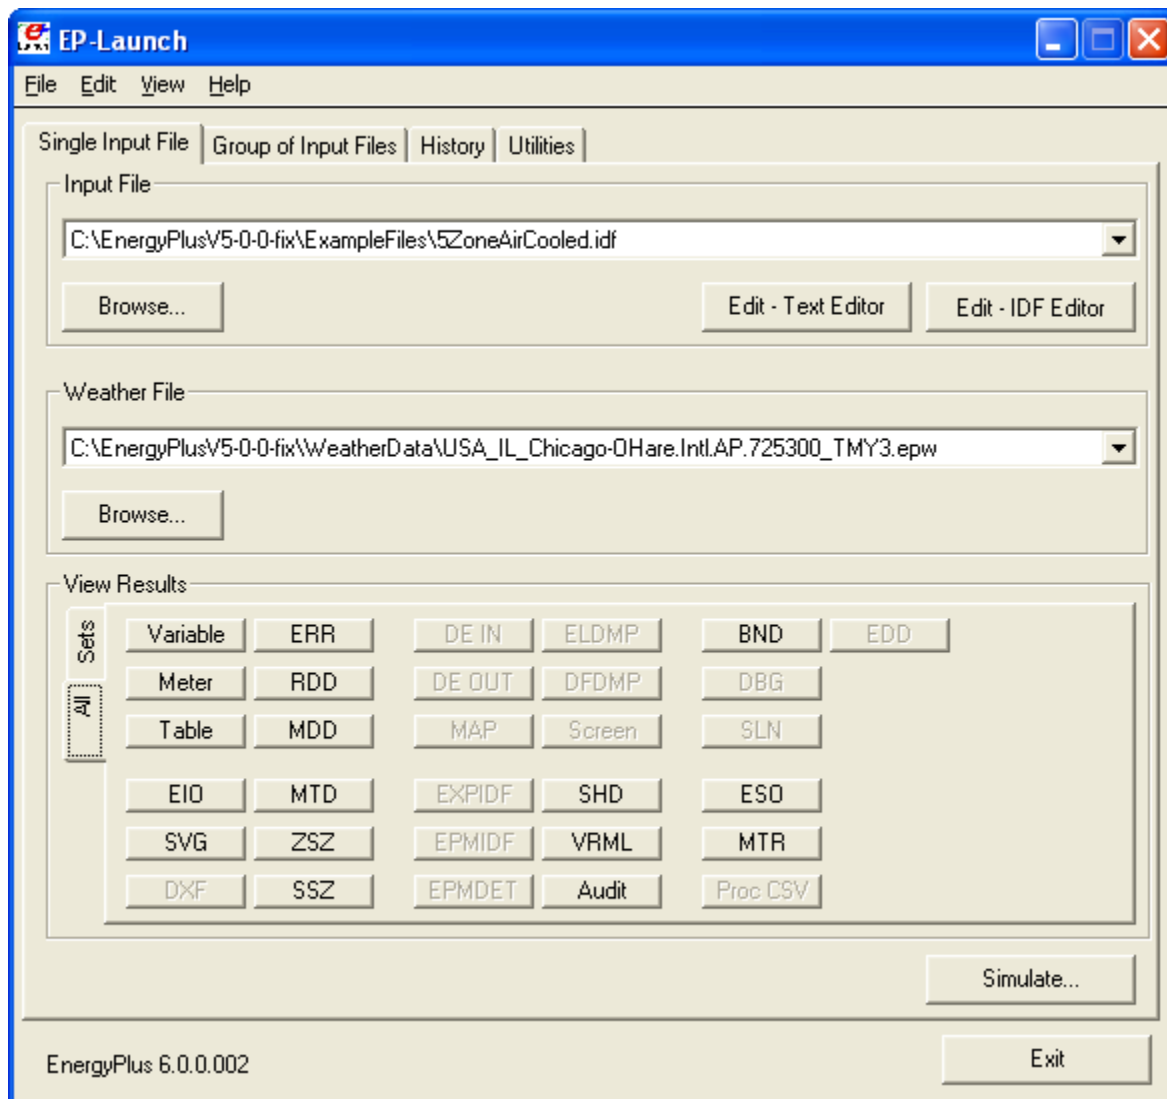 EP-Launch
File Edit View Help
Single Input File Group of Input Files History Utilities
Input File
C:\EnergyPlusV5-0-0-fix\ExampleFiles\5ZoneAirCooled.idf
Browse... Edit - Text Editor Edit - IDF Editor
Weather File
C:\EnergyPlusV5-0-0-fix\WeatherData\USA_IL_Chicago-OHare.Intl.AP.725300_TMY3.epw
Browse...
View Results
Sets
All
Variable ERR DE IN ELDMP BND EDD
Meter RDD DE OUT DFDMP DBG
Table MDD MAP Screen SLN
EIO MTD EXPIDF SHD ESO
SVG ZSZ EPMIDF VRML MTR
DXF SSZ EPMDET Audit Proc CSV
Simulate...
EnergyPlus 6.0.0.002 Exit